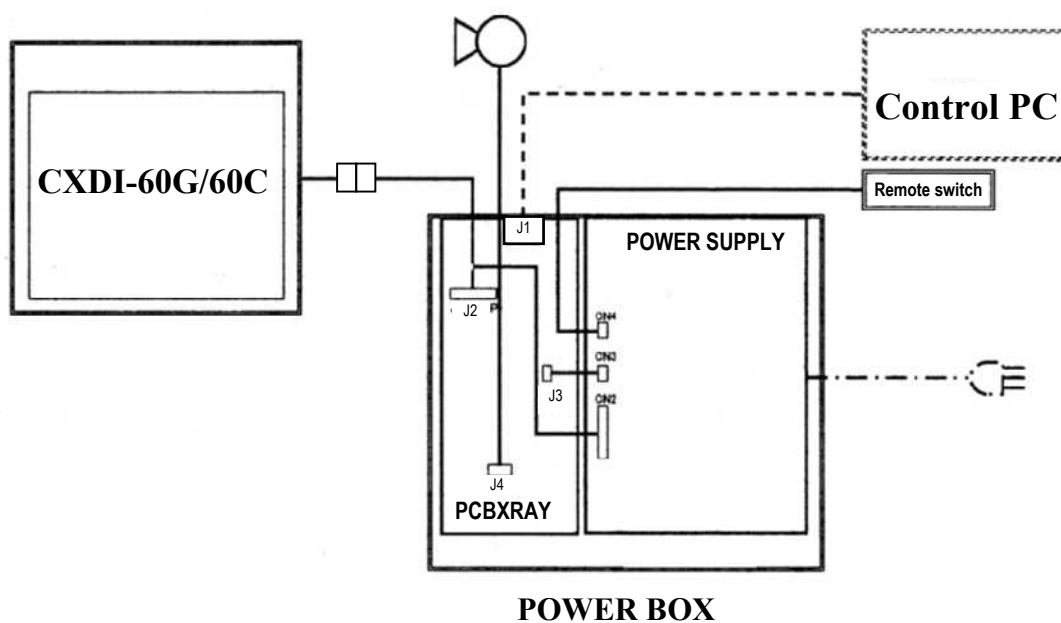 CXDI-60G/60C
Control PC
Remote switch
J1
POWER SUPPLY
J2
CN4
CN3
J3
CN2
J4
PCBXRAY
POWER BOX